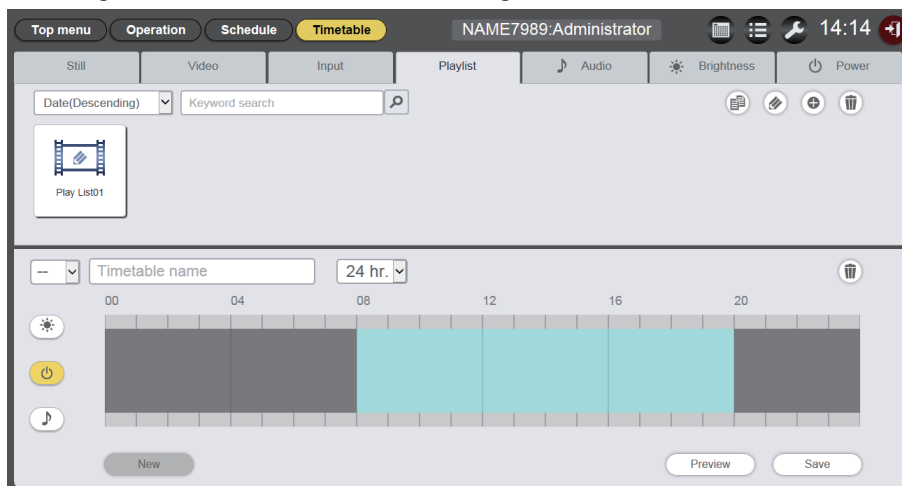 Top menu Operation Schedule Timetable NAME7989:Administrator 14:14
Still Video Input Playlist Audio Brightness Power
Date(Descending) Keyword search
Play List01
-- Timetable name 24 hr.
00 04 08 12 16 20
New Preview Save